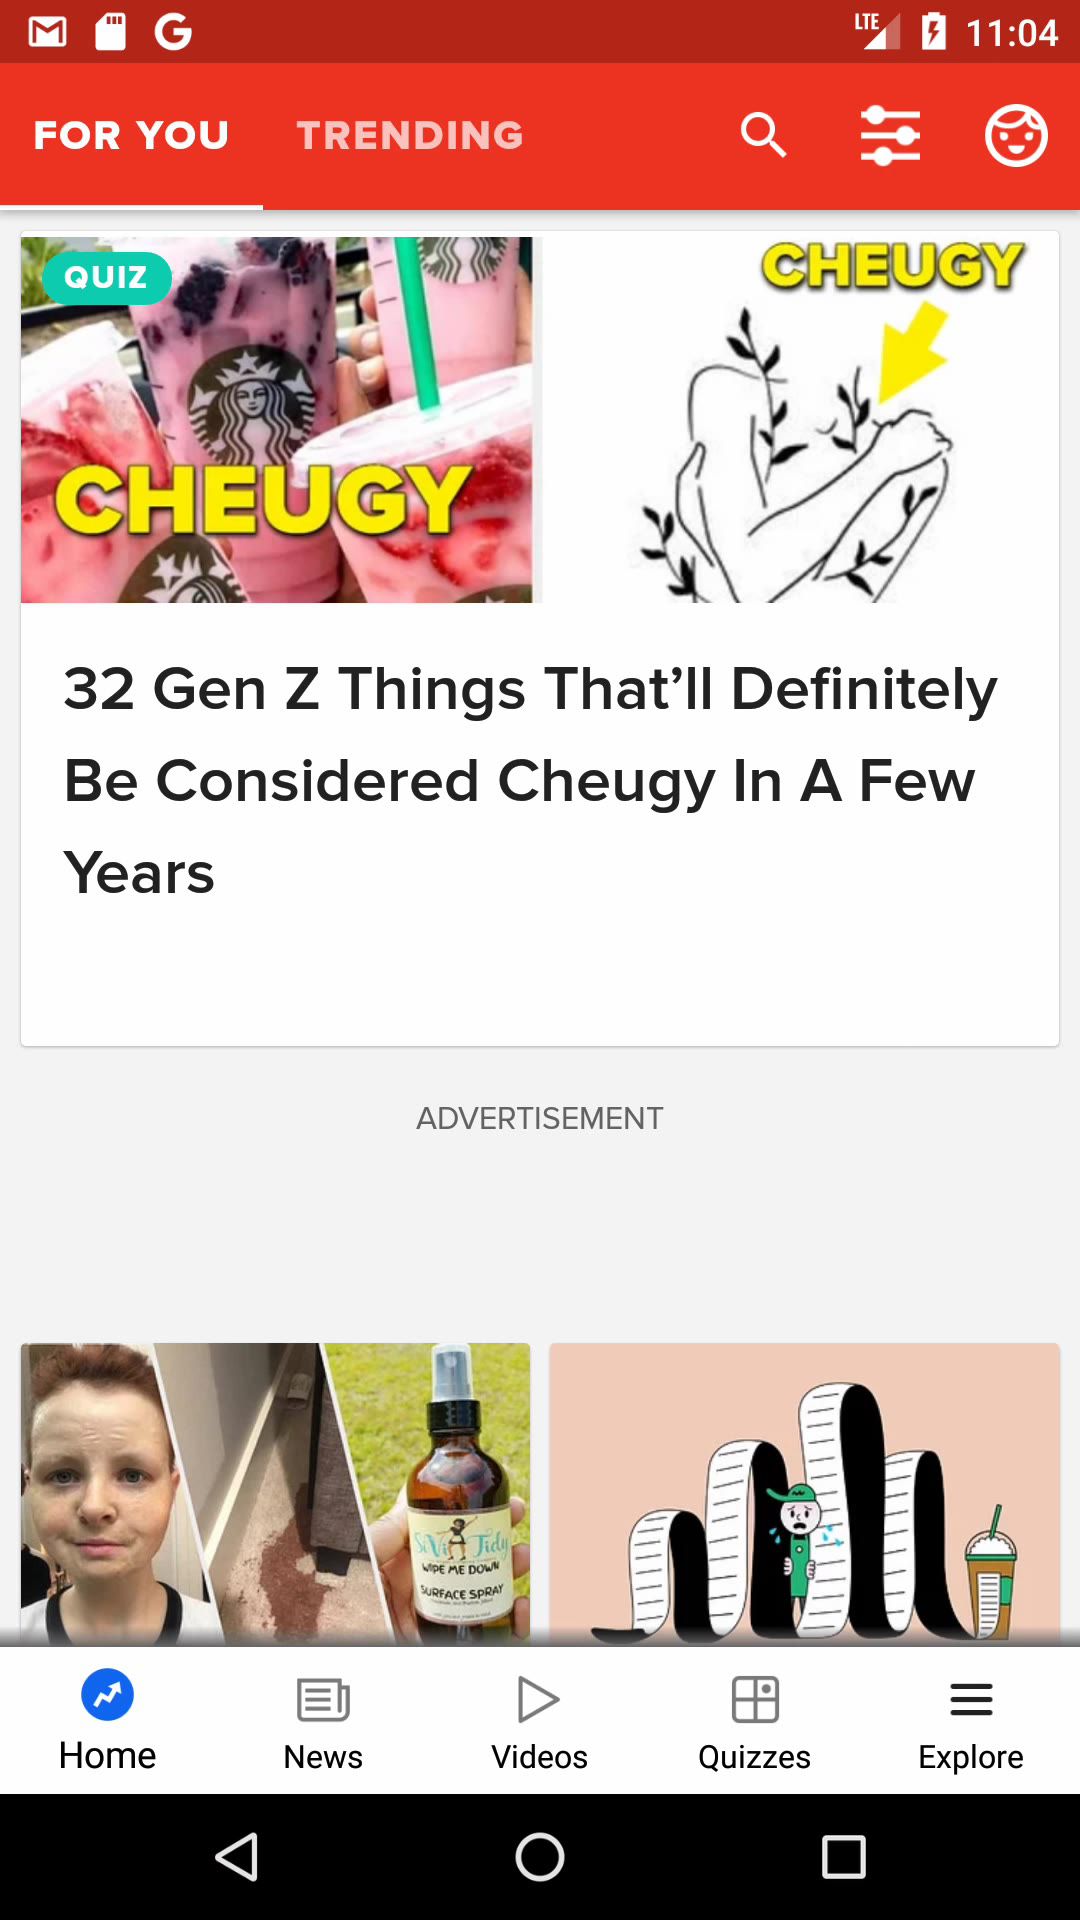 LTE 11:04
FOR YOU TRENDING
QUIZ
CHEUGY
CHEUGY
32 Gen Z Things That’ll Definitely
Be Considered Cheugy In A Few
Years
ADVERTISEMENT
Tidy
WIPE ME DOWN
SURFACE SPRAY
Home News Videos Quizzes Explore